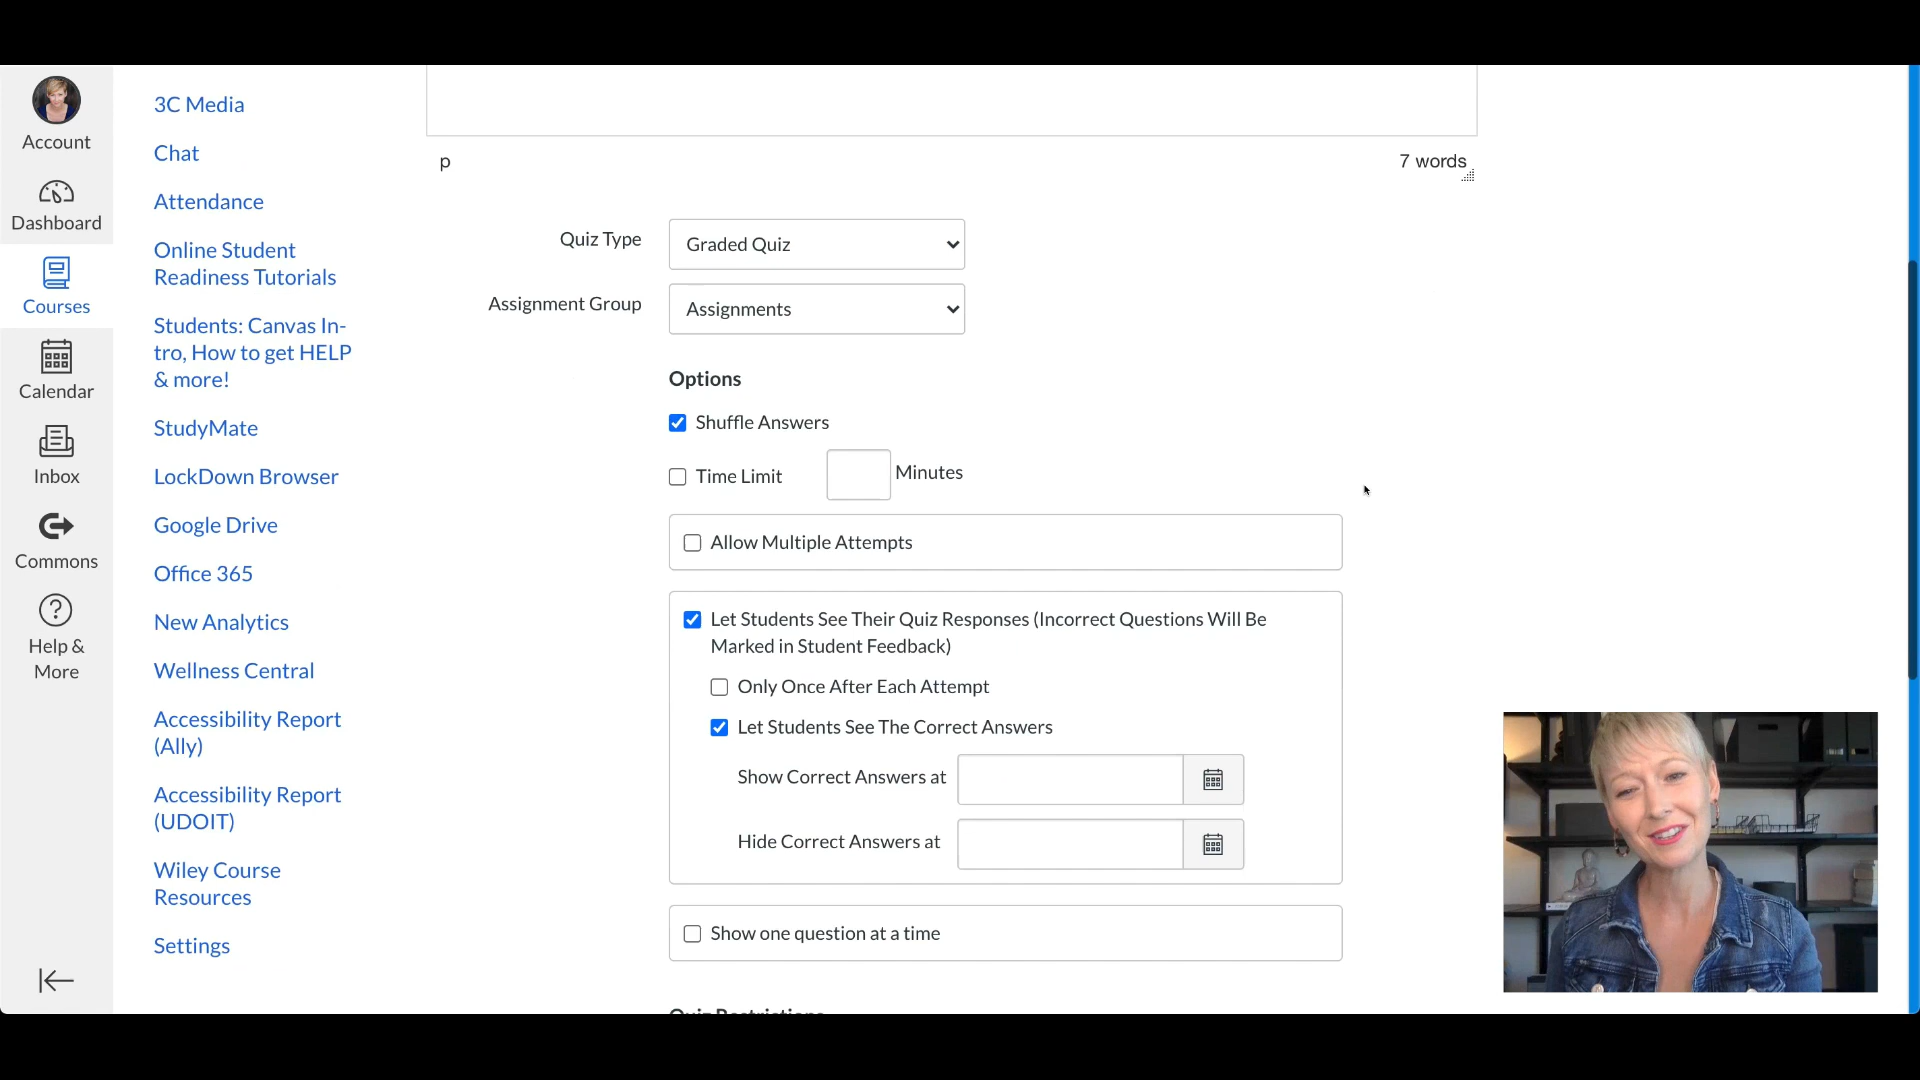 Account
Dashboard
Courses
Calendar
Inbox
Commons
Help &
More
3C Media
Chat
Attendance
Online Student
Readiness Tutorials
Students: Canvas In-
tro, How to get HELP
& more!
StudyMate
LockDown Browser
Google Drive
Office 365
New Analytics
Wellness Central
Accessibility Report
(Ally)
Accessibility Report
(UDOIT)
Wiley Course
Resources
Settings
p
7 words
Quiz Type
Graded Quiz
Assignment Group
Assignments
Options
Shuffle Answers
Time Limit
Minutes
Allow Multiple Attempts
Let Students See Their Quiz Responses (Incorrect Questions Will Be
Marked in Student Feedback)
Only Once After Each Attempt
Let Students See The Correct Answers
Show Correct Answers at
Hide Correct Answers at
Show one question at a time
Quiz Restrictions